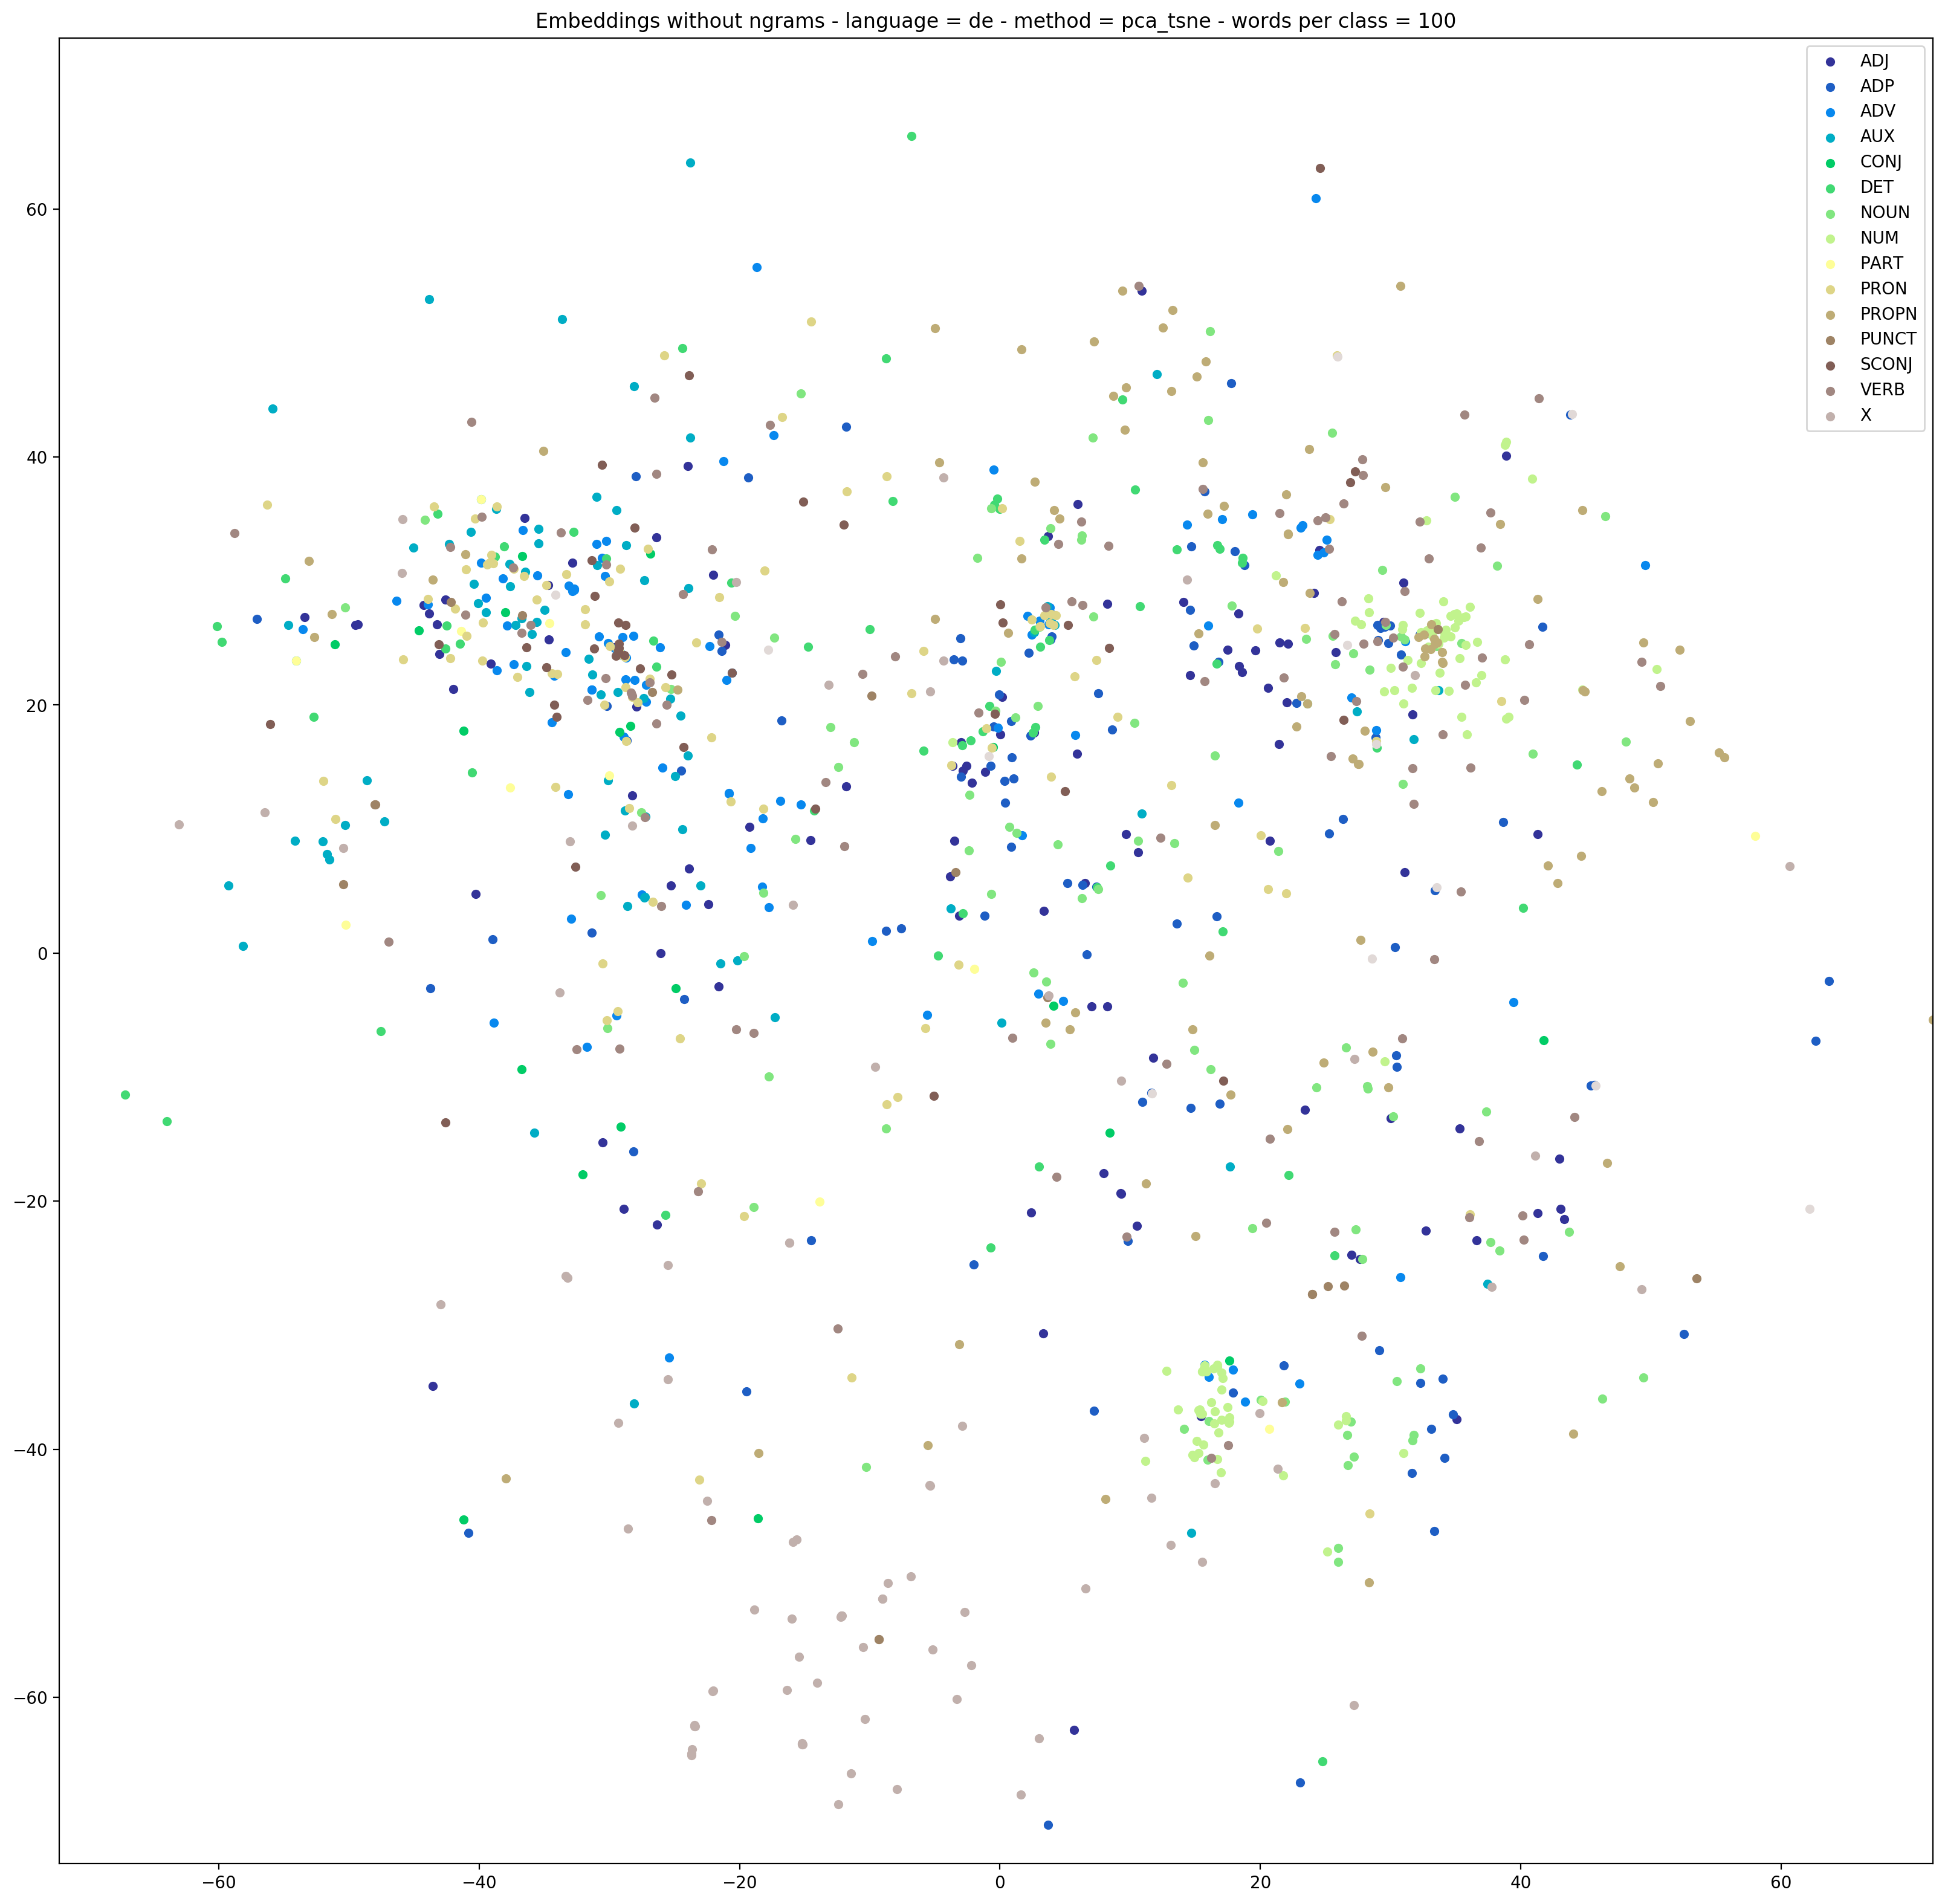 Embeddings without ngrams - language = de - method = pca_tsne - words per class = 100
ADJ
ADP
ADV
AUX
CONJ
DET
NOUN
NUM
PART
PRON
PROPN
PUNCT
SCONJ
VERB
X
60
40
20
0
−20
−40
−60
−60 −40 −20 0 20 40 60